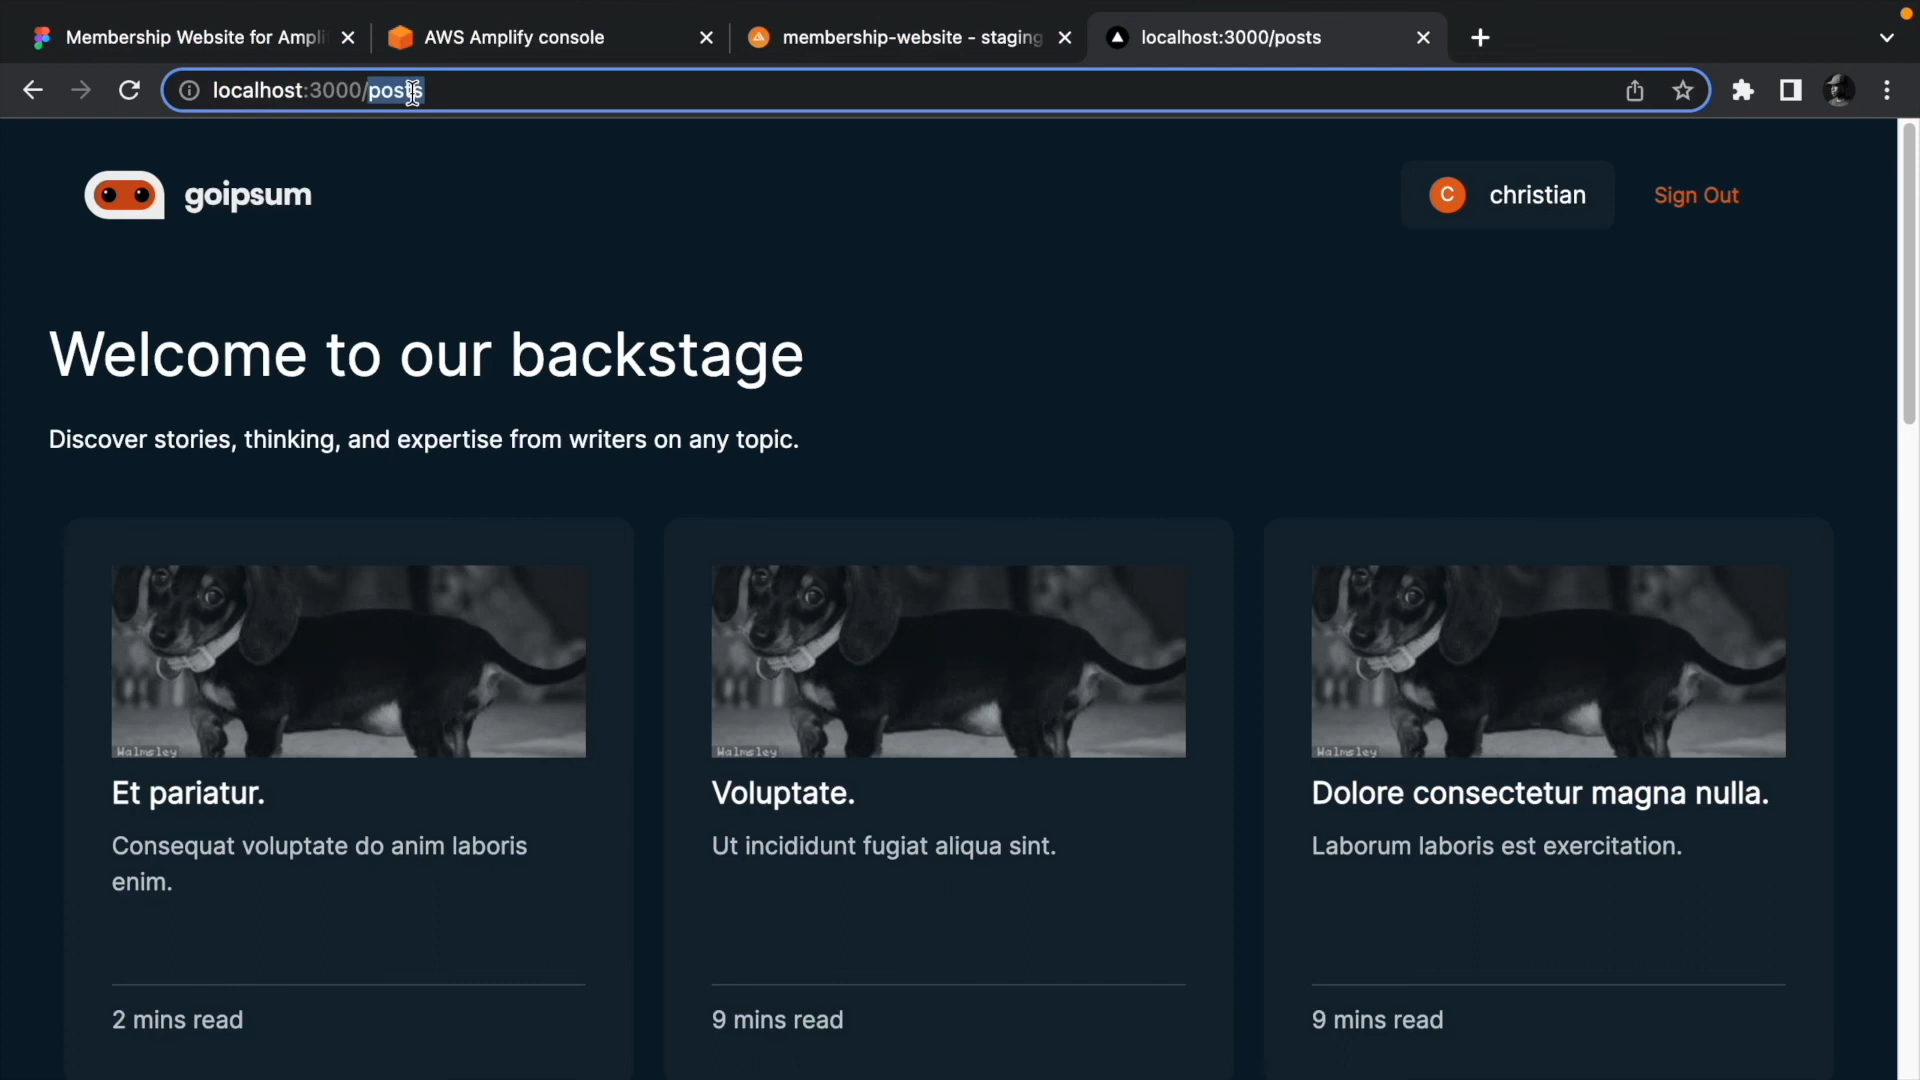 Membership Website for Ampli
AWS Amplify console
membership-website - staging
localhost:3000/posts
localhost:3000/posts
goipsum
C
christian
Sign Out
Welcome to our backstage
Discover stories, thinking, and expertise from writers on any topic.
Walmsley
Walmsley
Walmsley
Et pariatur.
Voluptate.
Dolore consectetur magna nulla.
Consequat voluptate do anim laboris
enim.
Ut incididunt fugiat aliqua sint.
Laborum laboris est exercitation.
2 mins read
9 mins read
9 mins read